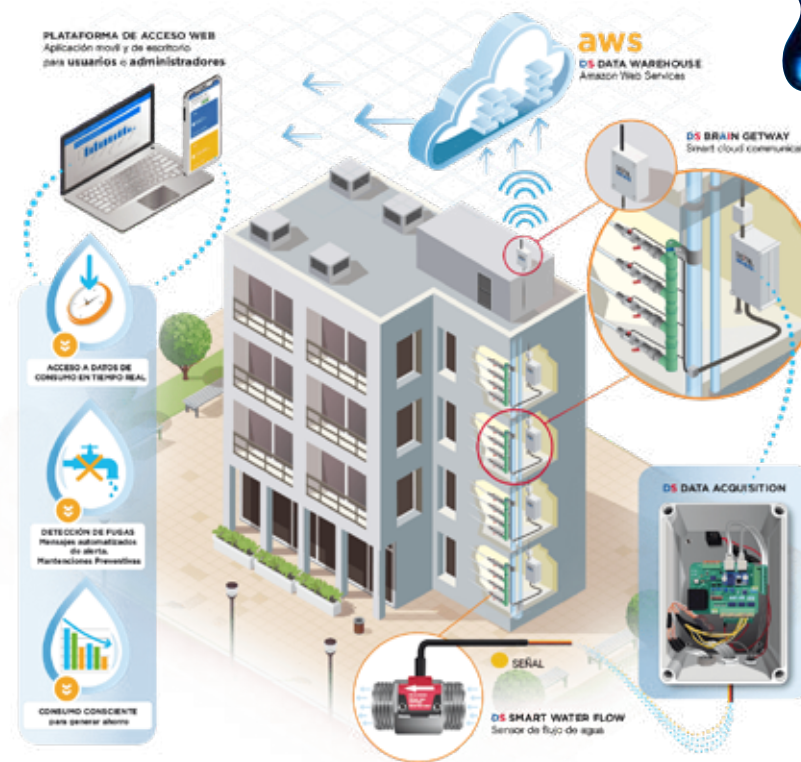 PLATAFORMA DE ACCESO WEB
Aplicación movil y de escritorio
para usuarios o administradores
aws
DS DATA WAREHOUSE
Amazon Web Services
DS BRAIN GETWAY
Smart cloud communica
ACCESO A DATOS DE
CONSUMO EN TIEMPO REAL
DETECCIÓN DE FUGAS
Mensajes automatizados
de alerta.
Mantenciones Preventivas
CONSUMO CONSCIENTE
para generar ahorro
DS DATA ACQUISITION
SEÑAL
DS SMART WATER FLOW
Sensor de flujo de agua